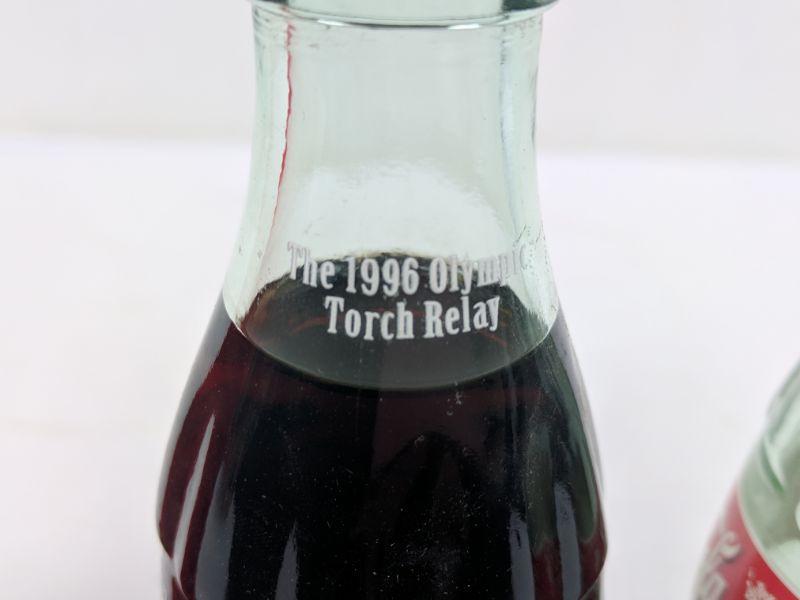 The 1996 Olympic
Torch Relay